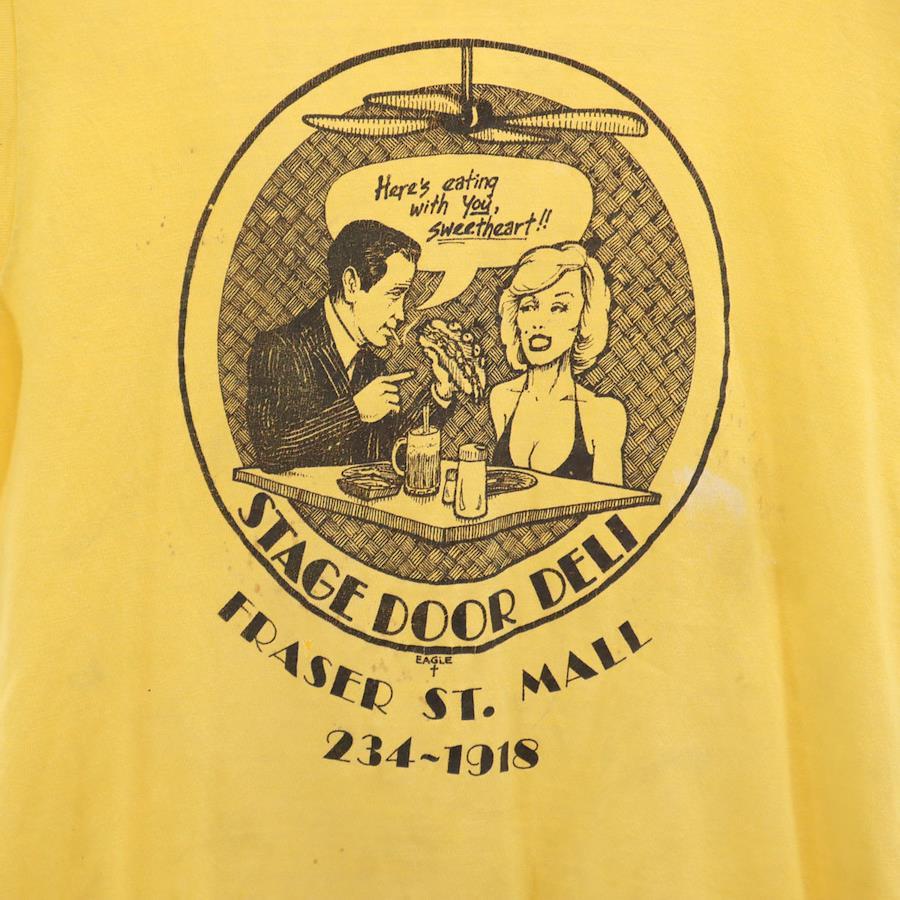 Here's eating
with you,
sweetheart!!
STAGE DOOR DELI
EAGLE
FRASER ST. MALL
234~1918